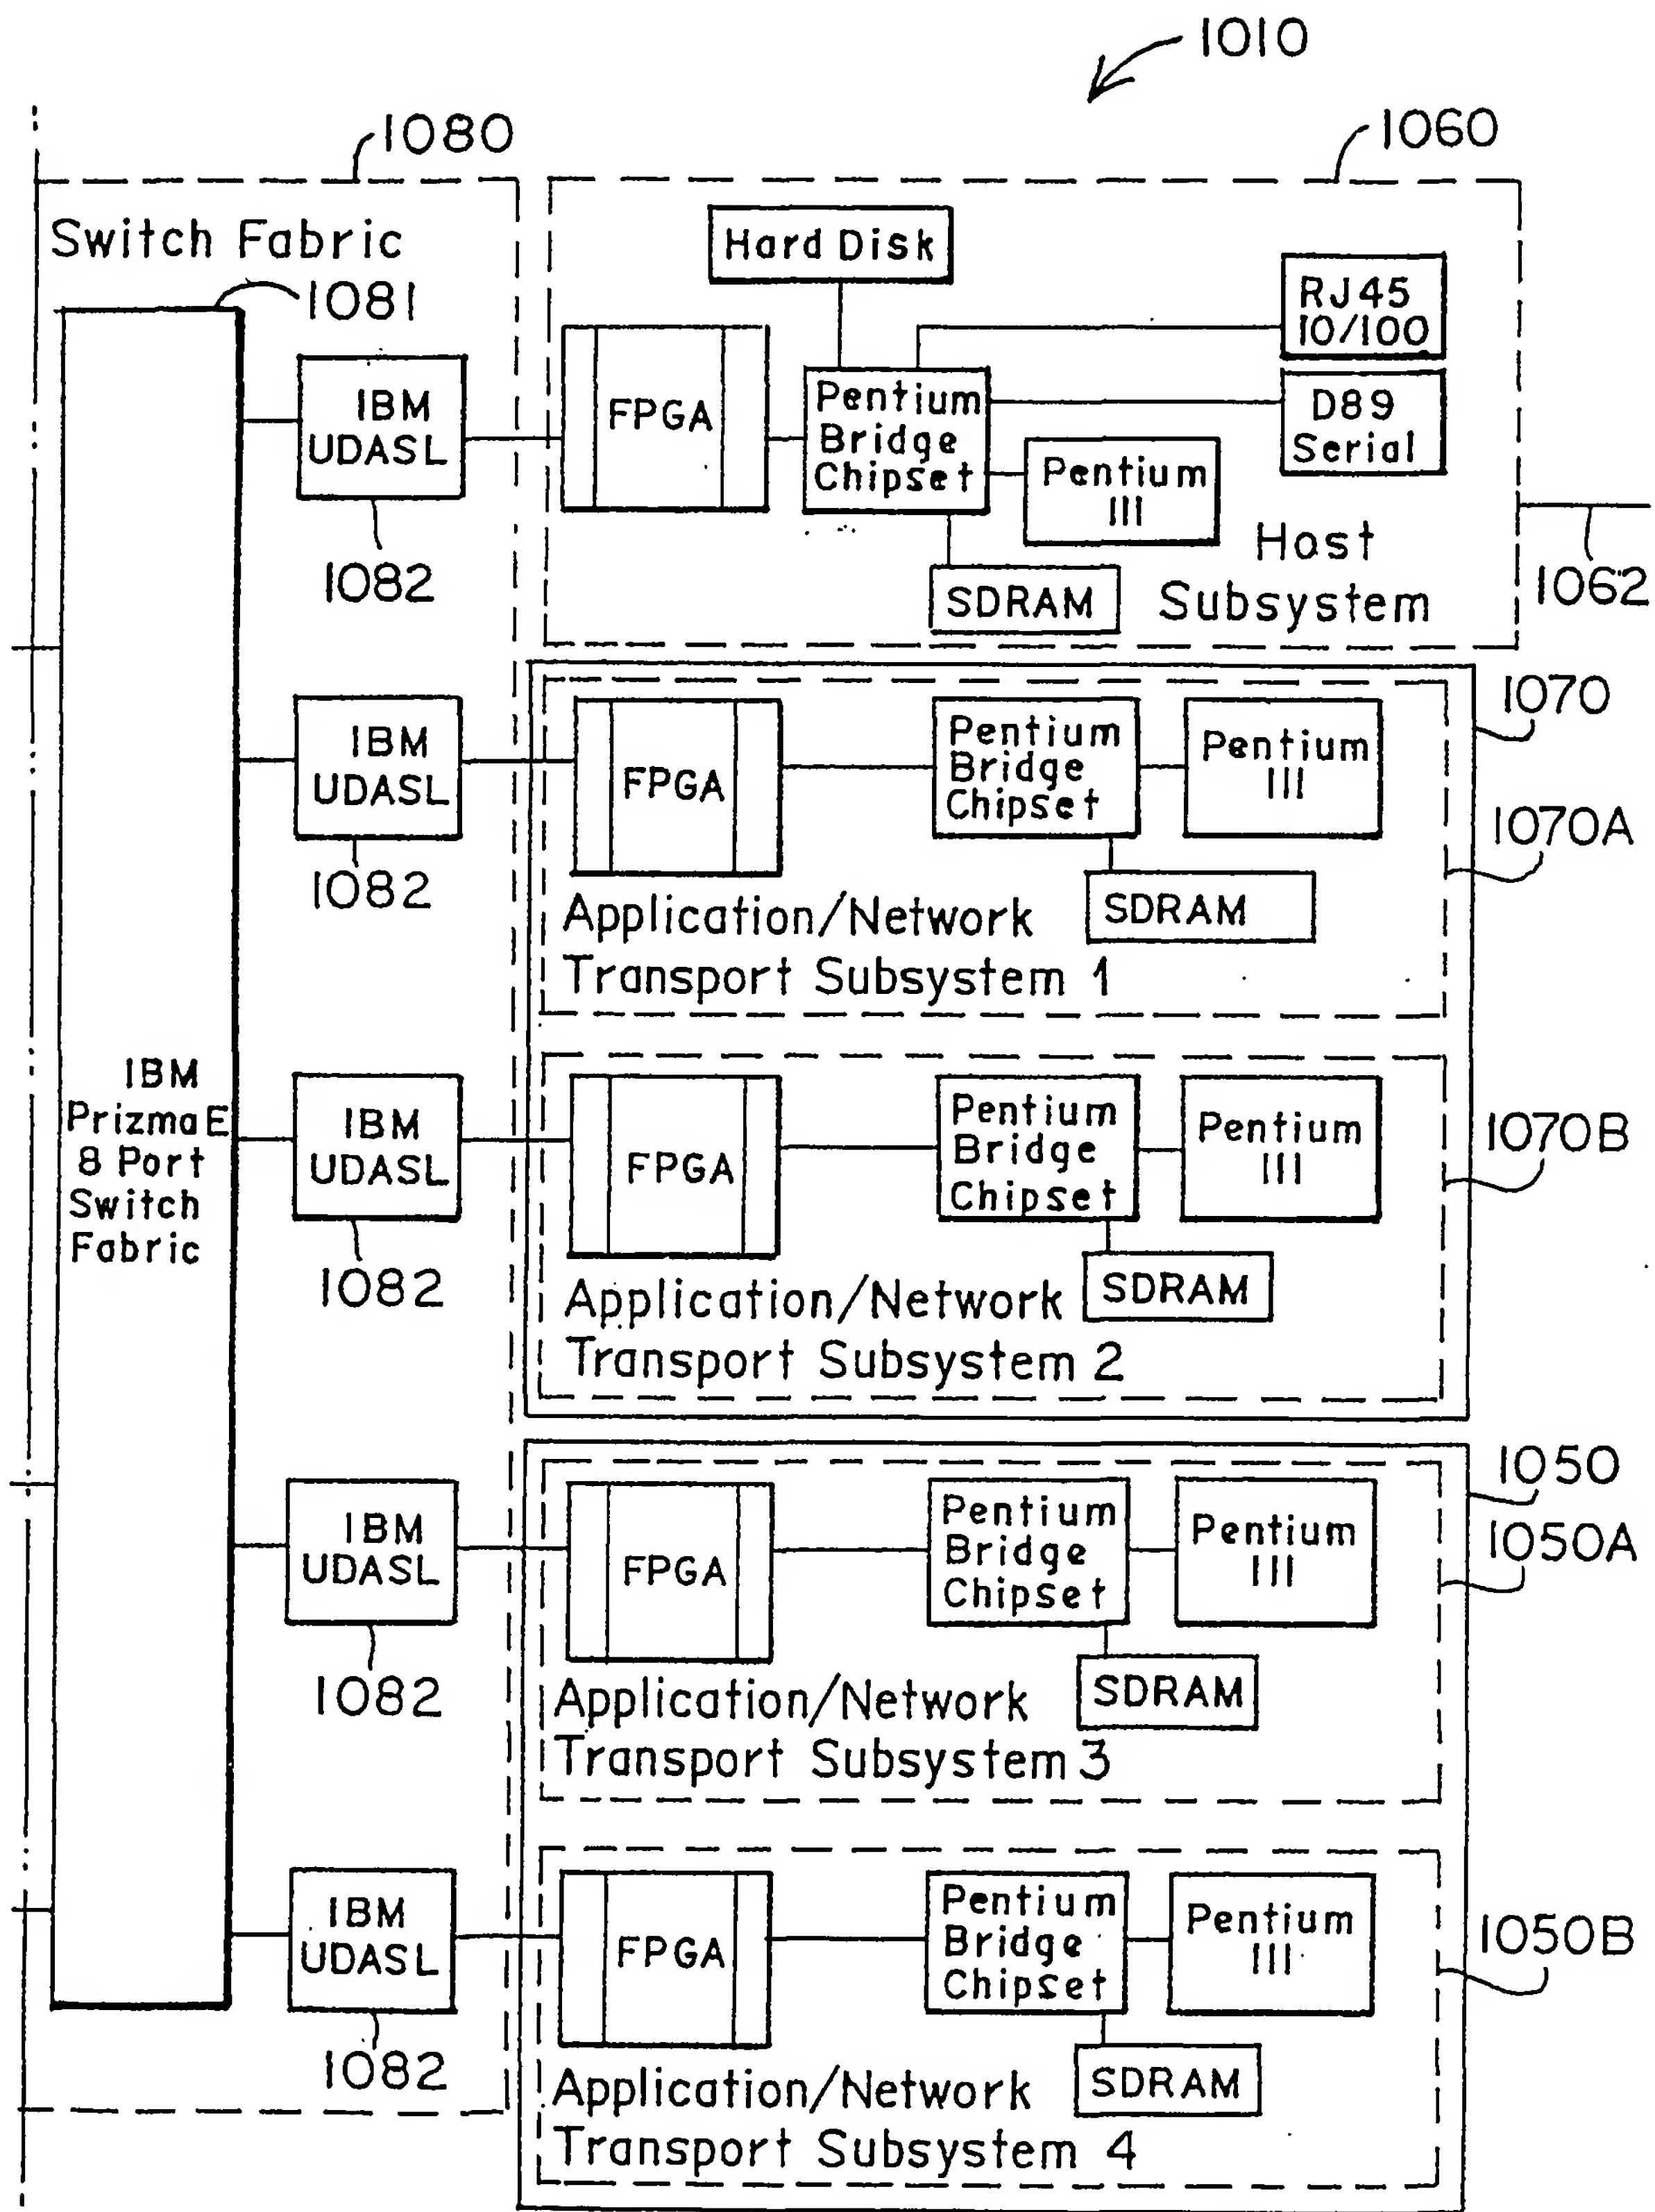 1010
1080
1060
Switch Fabric
1081
Hard Disk
RJ45
10/100
IBM
UDASL
1082
FPGA
Pentium
Bridge
Chipset
D89
Serial
Pentium
III
SDRAM
Host
Subsystem
1062
IBM
UDASL
1082
FPGA
Pentium
Bridge
Chipset
Pentium
III
SDRAM
1070
1070A
Application/Network
Transport Subsystem 1
IBM
Prizma E
8 Port
Switch
Fabric
IBM
UDASL
1082
FPGA
Pentium
Bridge
Chipset
Pentium
III
1070B
SDRAM
Application/Network
Transport Subsystem 2
IBM
UDASL
1082
FPGA
Pentium
Bridge
Chipset
Pentium
III
1050
1050A
SDRAM
Application/Network
Transport Subsystem 3
IBM
UDASL
1082
FPGA
Pentium
Bridge
Chipset
Pentium
III
1050B
SDRAM
Application/Network
Transport Subsystem 4